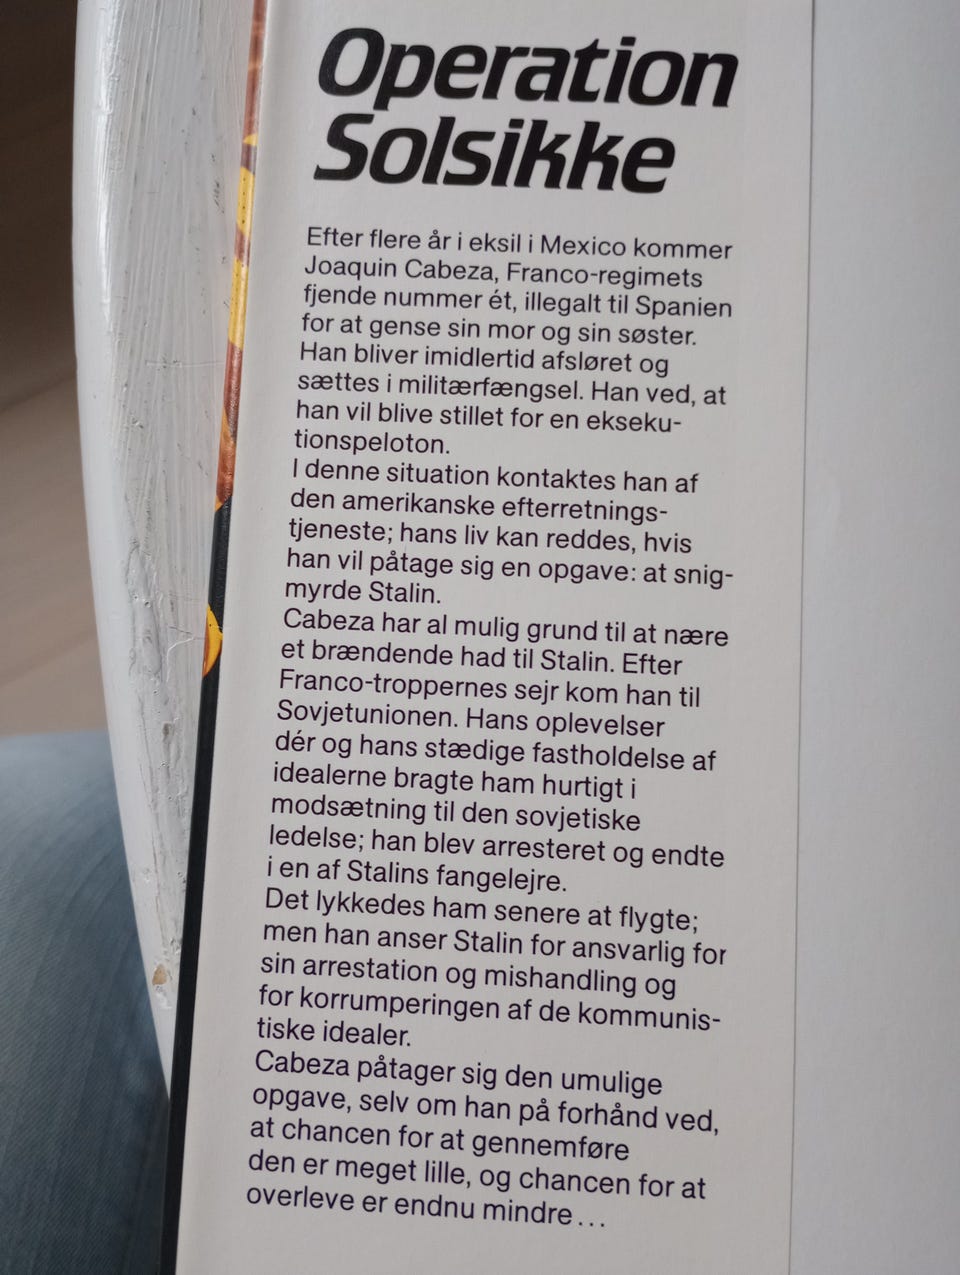 Operation
Solsikke
Efter flere år i eksil i Mexico kommer
Joaquin Cabeza, Franco-regimets
fjende nummer ét, illegalt til Spanien
for at gense sin mor og sin søster.
Han bliver imidlertid afsløret og
sættes i militærfængsel. Han ved, at
han vil blive stillet for en ekseku-
tionspeloton.
I denne situation kontaktes han af
den amerikanske efterretnings-
tjeneste; hans liv kan reddes, hvis
han vil påtage sig en opgave: at snig-
myrde Stalin.
Cabeza har al mulig grund til at nære
et brændende had til Stalin. Efter
Franco-troppernes sejr kom han til
Sovjetunionen. Hans oplevelser
dér og hans stædige fastholdelse af
idealerne bragte ham hurtigt i
modsætning til den sovjetiske
ledelse; han blev arresteret og endte
i en af Stalins fangelejre.
Det lykkedes ham senere at flygte;
men han anser Stalin for ansvarlig for
sin arrestation og mishandling og
for korrumperingen af de kommunis-
tiske idealer.
Cabeza påtager sig den umulige
opgave, selv om han på forhånd ved,
at chancen for at gennemføre
den er meget lille, og chancen for at
overleve er endnu mindre...